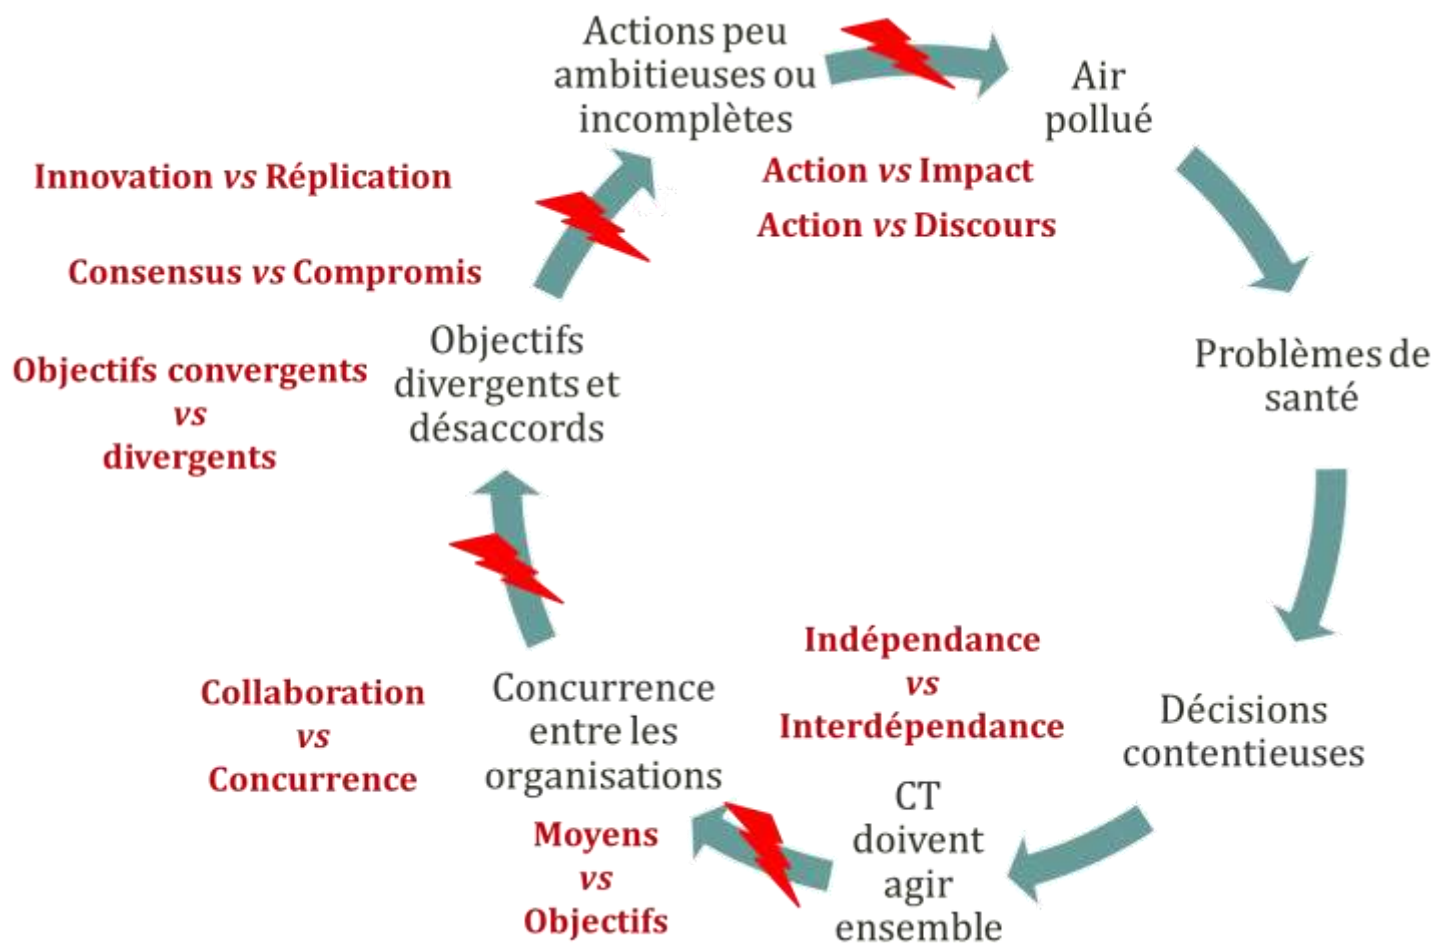 Actions peu
ambitieuses ou
incomplètes
Air
pollué
Innovation vs Réplication
Action vs Impact
Action vs Discours
Consensus vs Compromis
Objectifs
divergents et
désaccords
Objectifs convergents
vs
divergents
Problèmes de
santé
Indépendance
vs
Interdépendance
Collaboration
vs
Concurrence
Concurrence
entre les
organisations
Décisions
contentieuses
CT
doivent
agir
ensemble
Moyens
vs
Objectifs